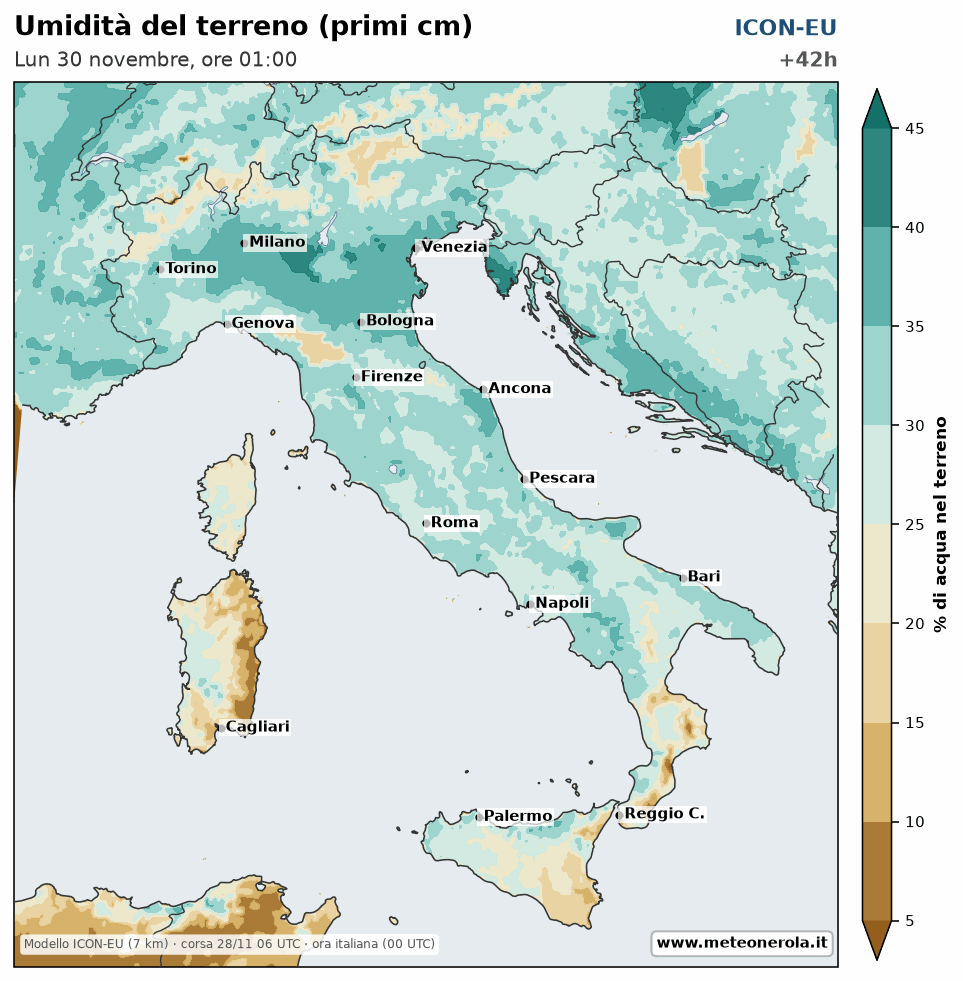 Umidità del terreno (primi cm)
ICON-EU
Lun 30 novembre, ore 01:00
+42h
Milano
Venezia
Torino
Genova
Bologna
Firenze
Ancona
Pescara
Roma
Bari
Napoli
Cagliari
Palermo
Reggio C.
45
40
35
30
25
20
15
10
5
% di acqua nel terreno
Modello ICON-EU (7 km) · corsa 28/11 06 UTC · ora italiana (00 UTC)
www.meteonerola.it